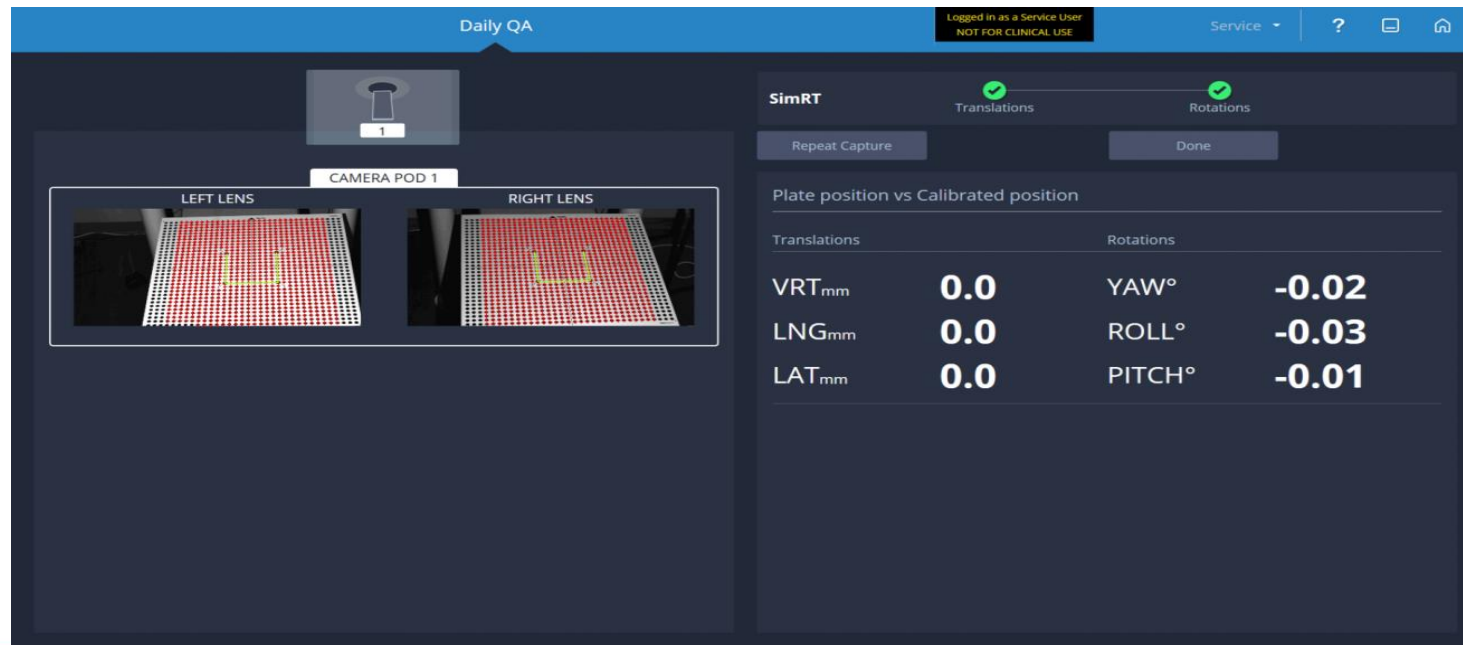 Daily QA
Logged in as a Service User
NOT FOR CLINICAL USE
Service
?
1
CAMERA POD 1
LEFT LENS
RIGHT LENS
SimRT
Translations
Rotations
Repeat Capture
Done
Plate position vs Calibrated position
Translations
Rotations
VRTmm 0.0 YAW° -0.02
LNGmm 0.0 ROLL° -0.03
LATmm 0.0 PITCH° -0.01